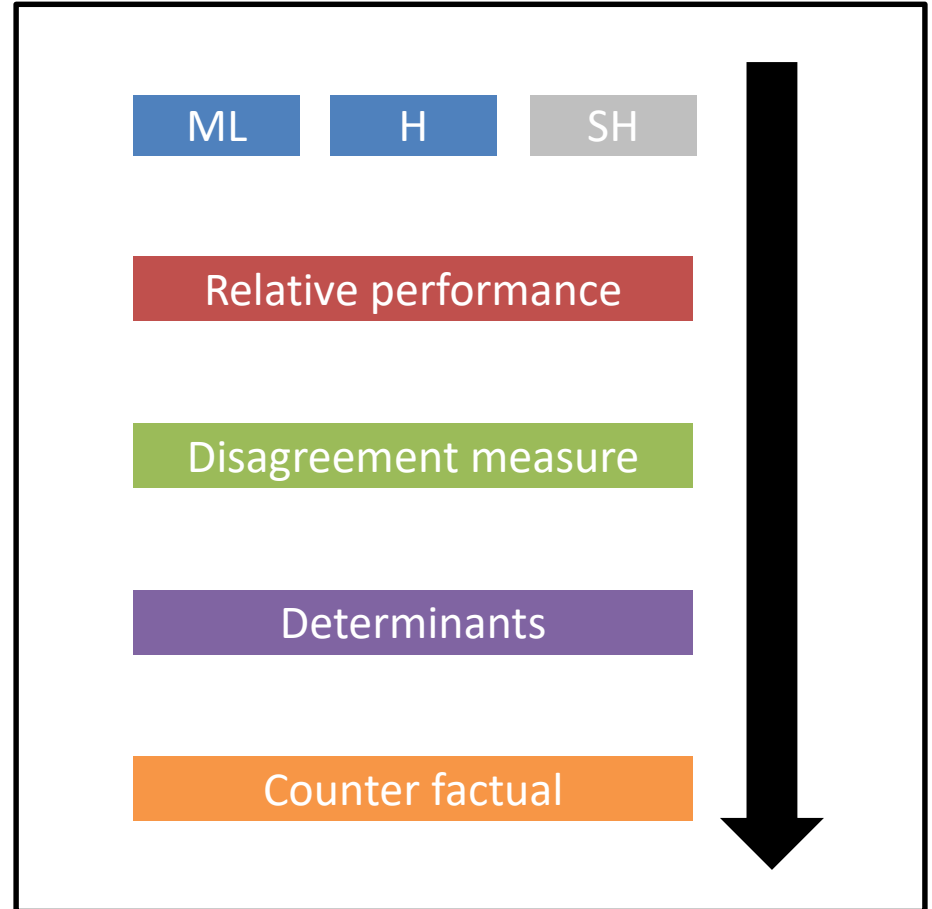 ML H SH
Relative performance
Disagreement measure
Determinants
Counter factual